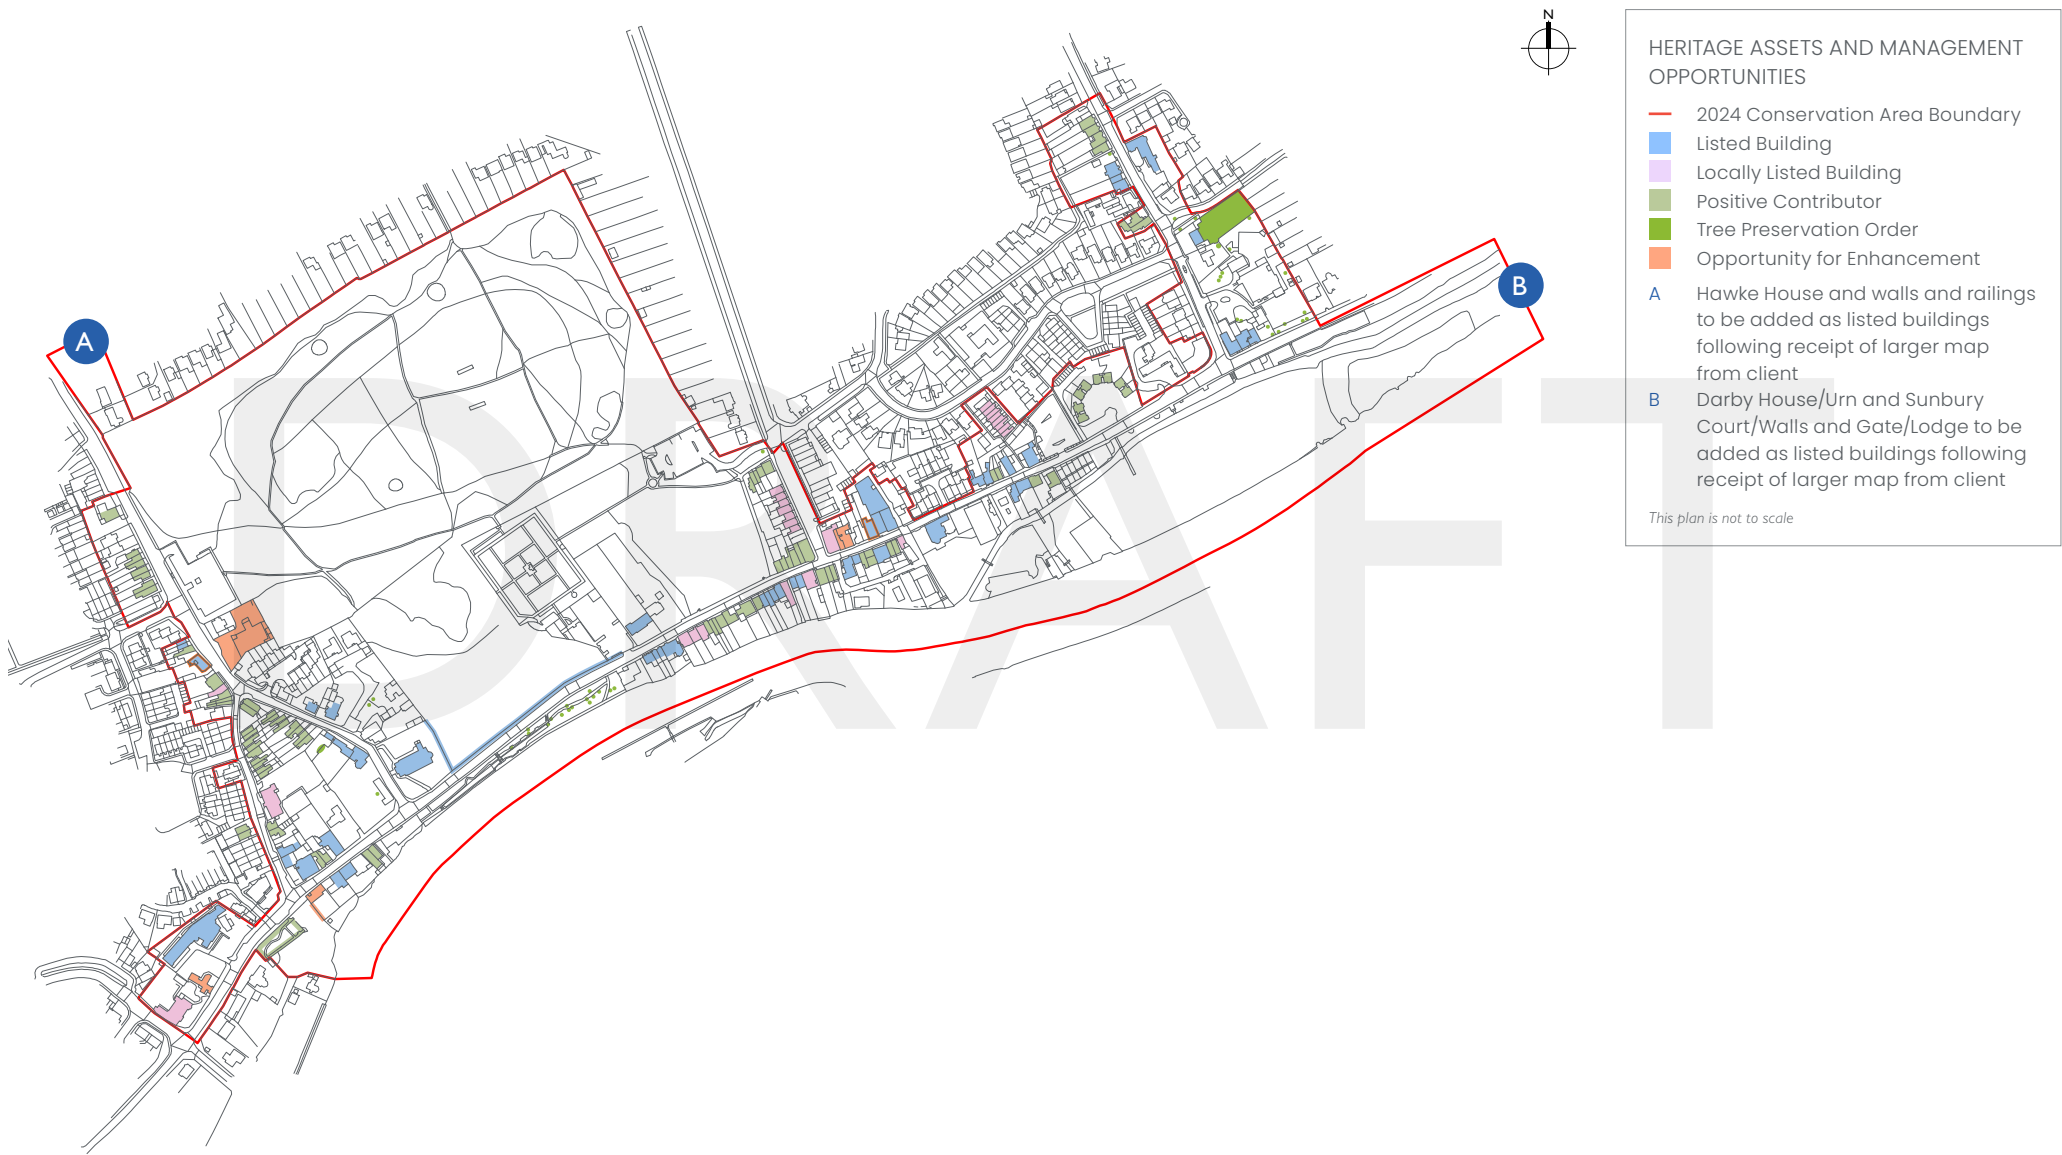 N
HERITAGE ASSETS AND MANAGEMENT
OPPORTUNITIES
2024 Conservation Area Boundary
Listed Building
Locally Listed Building
Positive Contributor
Tree Preservation Order
Opportunity for Enhancement
A Hawke House and walls and railings
to be added as listed buildings
following receipt of larger map
from client
B Darby House/Urn and Sunbury
Court/Walls and Gate/Lodge to be
added as listed buildings following
receipt of larger map from client
This plan is not to scale
A
B
DRAFT